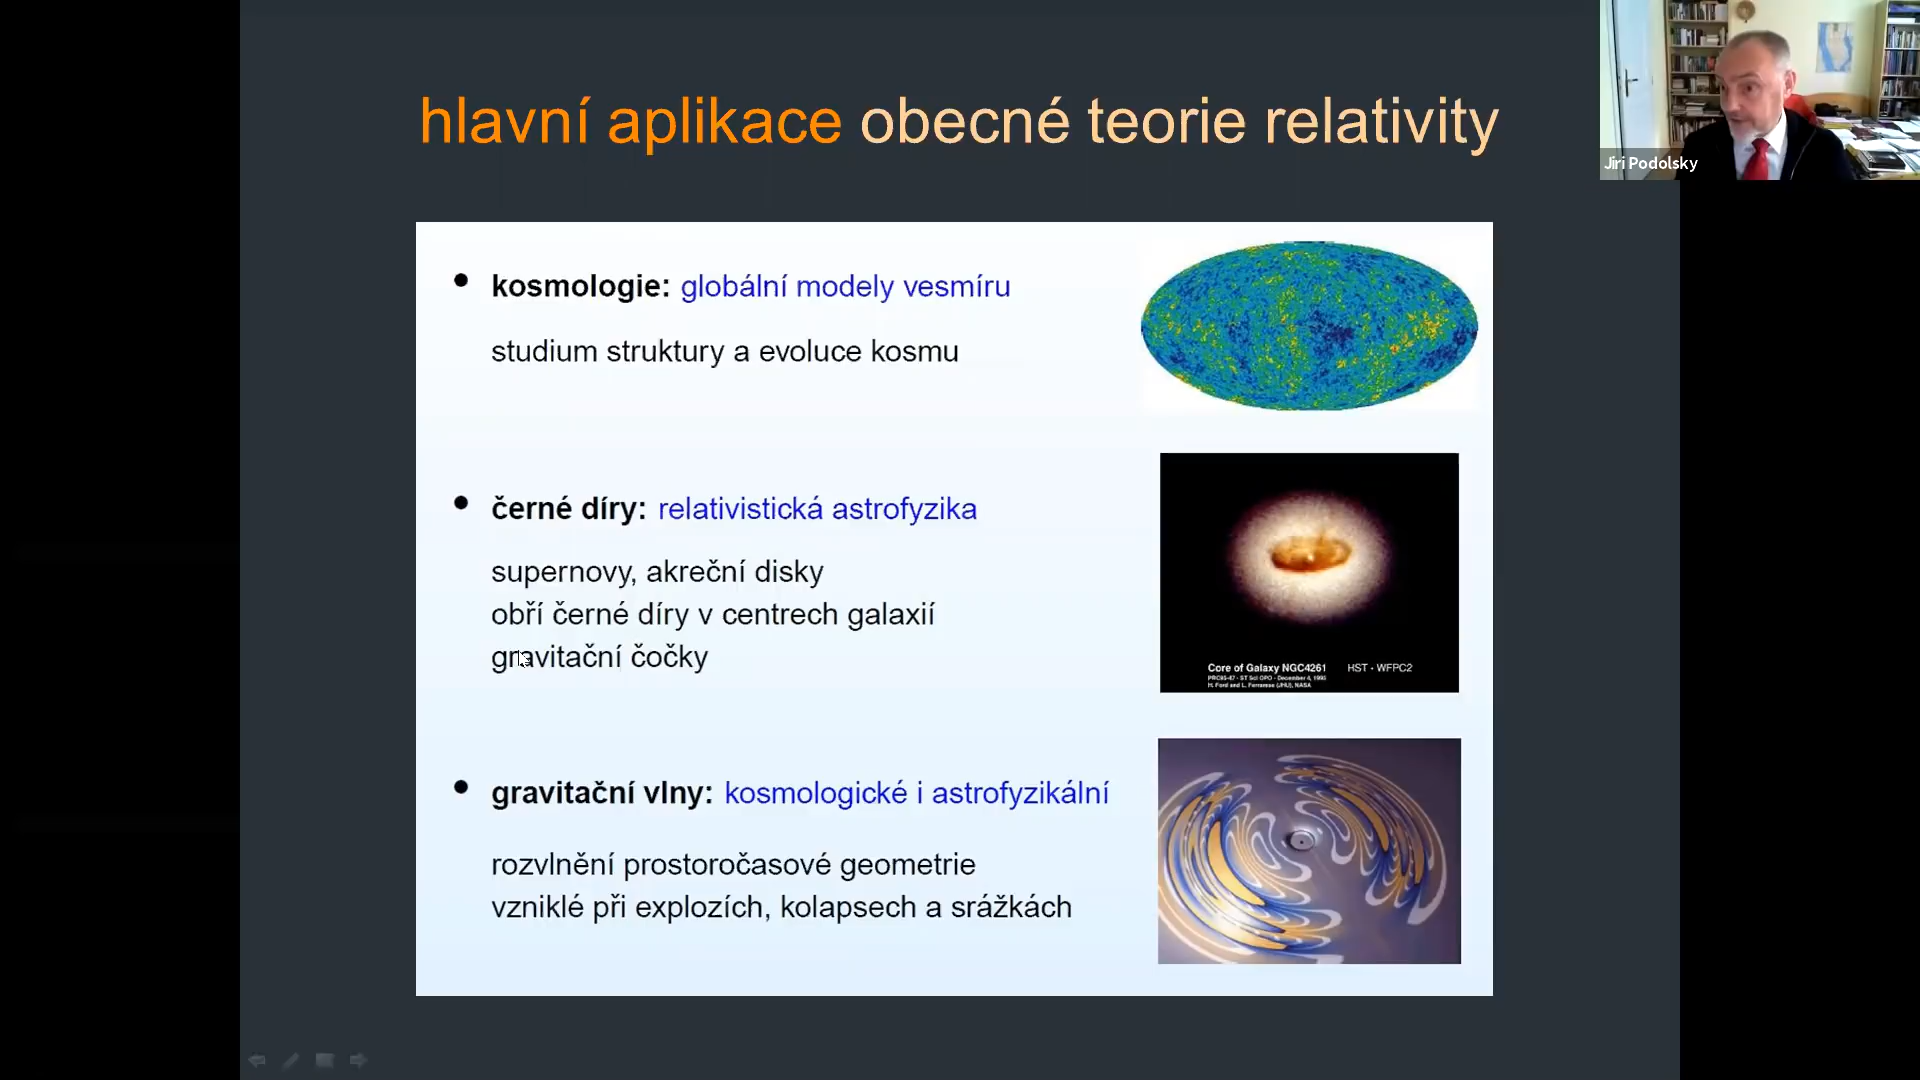 hlavní aplikace obecné teorie relativity
Jiri Podolsky
• kosmologie: globální modely vesmíru
studium struktury a evoluce kosmu
• černé díry: relativistická astrofyzika
supernovy, akreční disky
obří černé díry v centrech galaxií
gravitační čočky
Core of Galaxy NGC4261 HST · WFPC2
PRC95-47 · ST ScI OPO · December 4, 1995
H. Ford and L. Ferrarese (JHU), NASA
• gravitační vlny: kosmologické i astrofyzikální
rozvlnění prostoročasové geometrie
vzniklé při explozích, kolapsech a srážkách